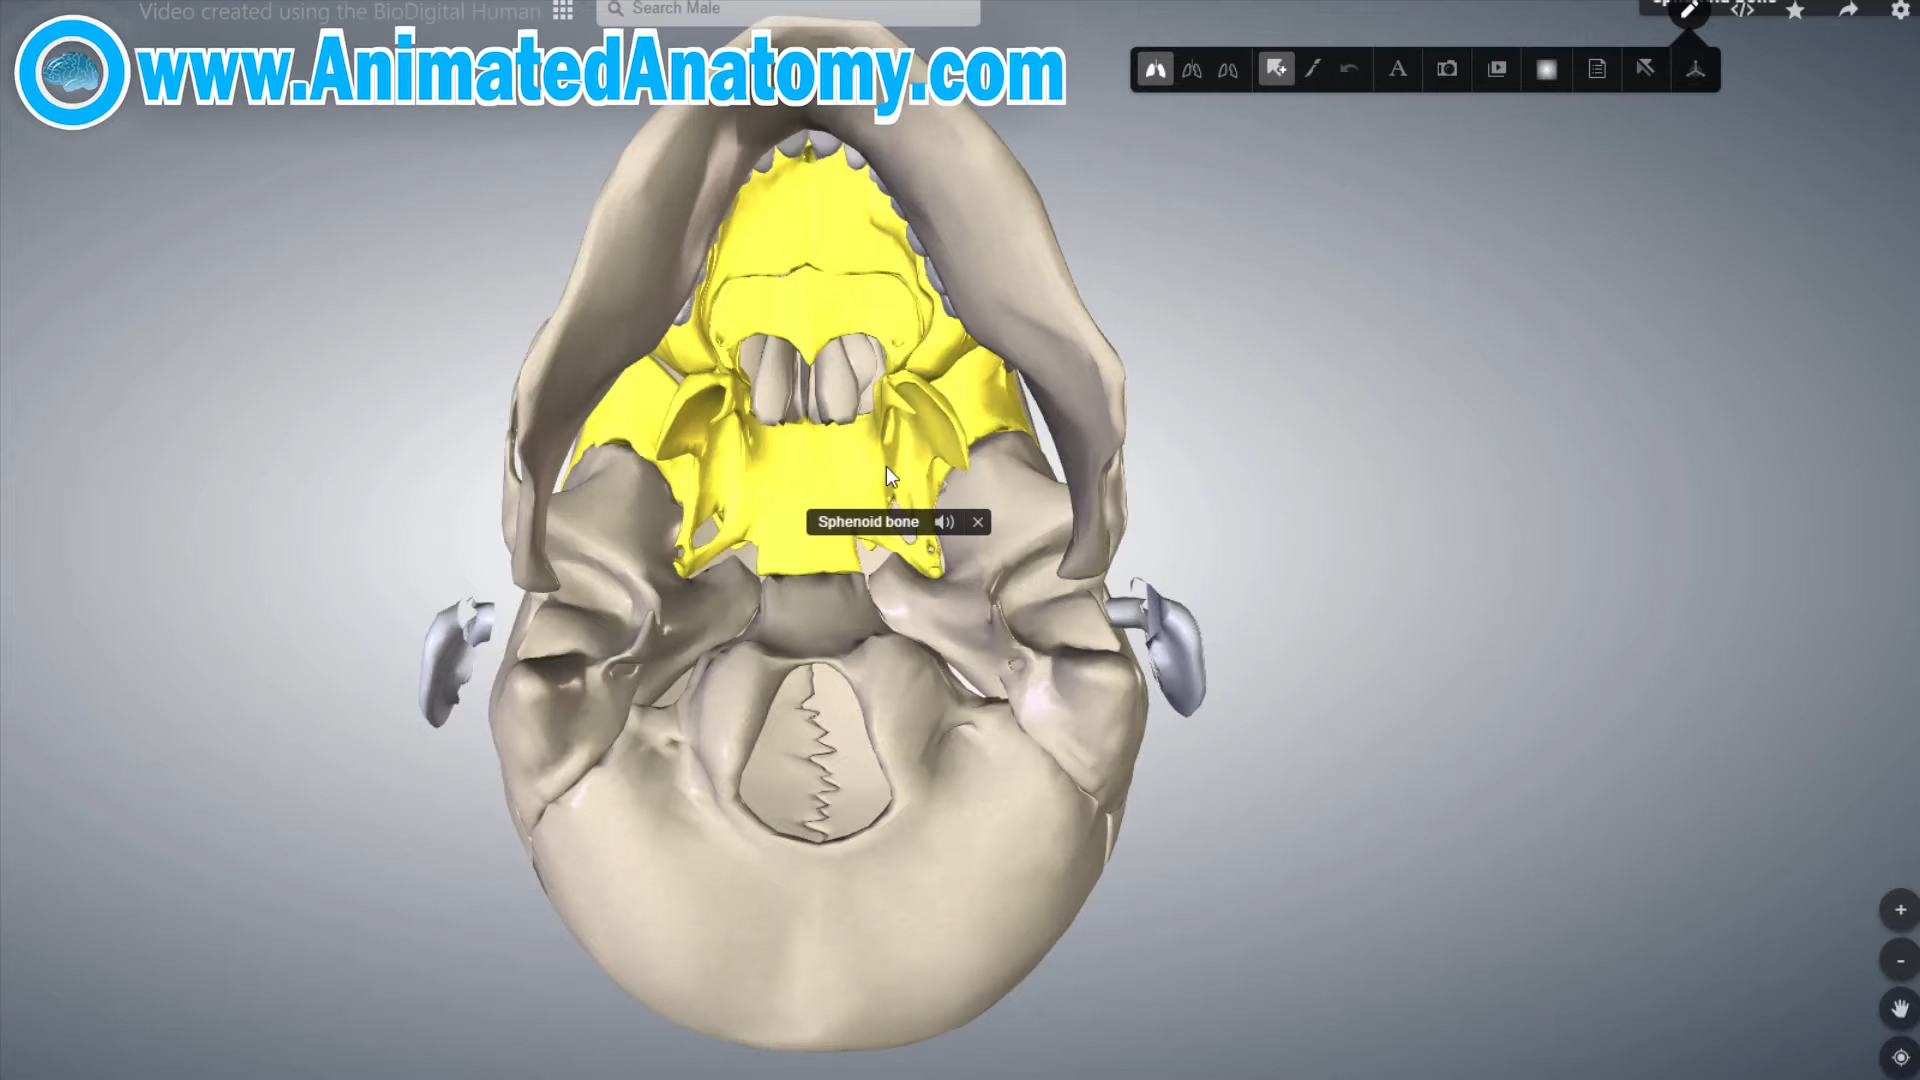 Video created using the BioDigital Human
Search Male
www.AnimatedAnatomy.com
A
Sphenoid bone